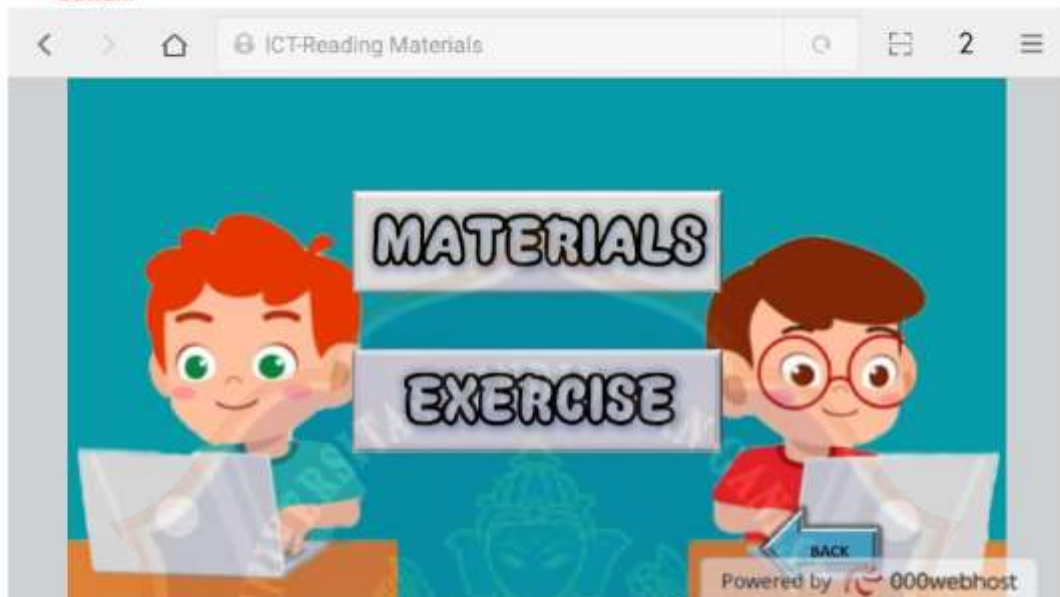 ICT-Reading Materials
2
MATERIALS
EXERCISE
BACK
Powered by 000webhost